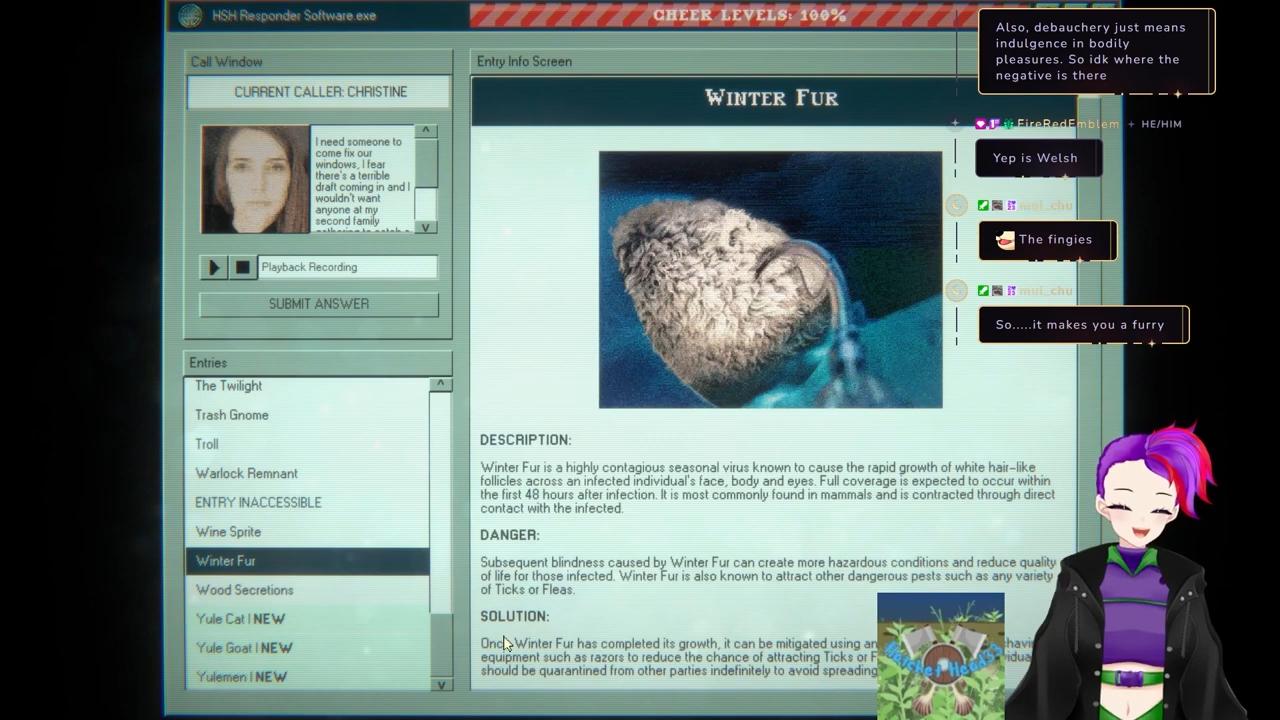 HSH Responder Software.exe
CHEER LEVELS: 100%
Call Window
CURRENT CALLER: CHRISTINE
I need someone to
come fix our
windows, I fear
there's a terrible
draft coming in and I
wouldn't want
anyone at my
second family
Playback Recording
SUBMIT ANSWER
Entries
The Twilight
Trash Gnome
Troll
Warlock Remnant
ENTRY INACCESSIBLE
Wine Sprite
Winter Fur
Wood Secretions
Yule Cat | NEW
Yule Goat | NEW
Yulemen | NEW
Entry Info Screen
WINTER FUR
DESCRIPTION:
Winter Fur is a highly contagious seasonal virus known to cause the rapid growth of white hair-like
follicles across an infected individual's face, body and eyes. Full coverage is expected to occur within
the first 48 hours after infection. It is most commonly found in mammals and is contracted through direct
contact with the infected.
DANGER:
Subsequent blindness caused by Winter Fur can create more hazardous conditions and reduce quality
of life for those infected. Winter Fur is also known to attract other dangerous pests such as any variety
of Ticks or Fleas.
SOLUTION:
Once Winter Fur has completed its growth, it can be mitigated using
equipment such as razors to reduce the chance of attracting Ticks or
should be quarantined from other parties indefinitely to avoid spreading
Also, debauchery just means
indulgence in bodily
pleasures. So idk where the
negative is there
FireRedEmblem HE/HIM
Yep is Welsh
mui_chu
The fingies
mui_chu
So.....it makes you a furry